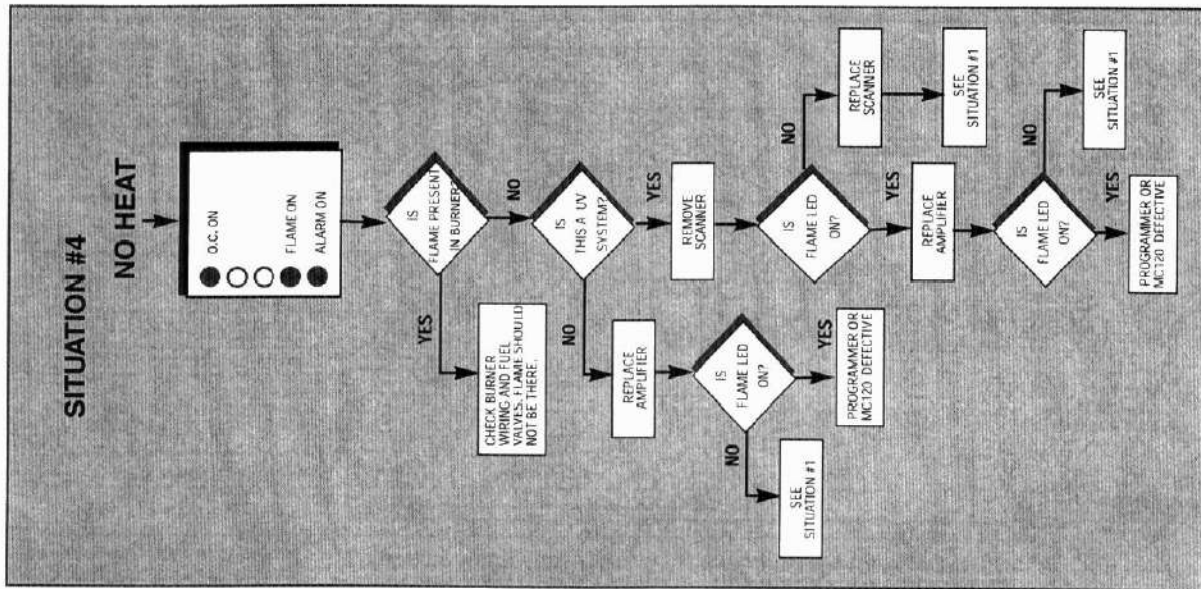 SITUATION #4
NO HEAT
O.C. ON
FLAME ON
ALARM ON
IS
FLAME PRESENT
IN BURNER?
YES
CHECK BURNER
WIRING AND FUEL
VALVES. FLAME SHOULD
NOT BE THERE.
NO
IS
THIS A UV
SYSTEM?
NO
REPLACE
AMPLIFIER
IS
FLAME LED
ON?
NO
SEE
SITUATION #1
YES
PROGRAMMER OR
MC120 DEFECTIVE
YES
REMOVE
SCANNER
IS
FLAME LED
ON?
NO
REPLACE
SCANNER
SEE
SITUATION #1
YES
REPLACE
AMPLIFIER
IS
FLAME LED
ON?
NO
SEE
SITUATION #1
YES
PROGRAMMER OR
MC120 DEFECTIVE